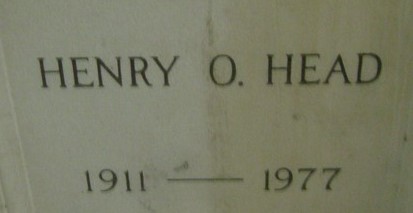 HENRY O. HEAD
1911 — 1977